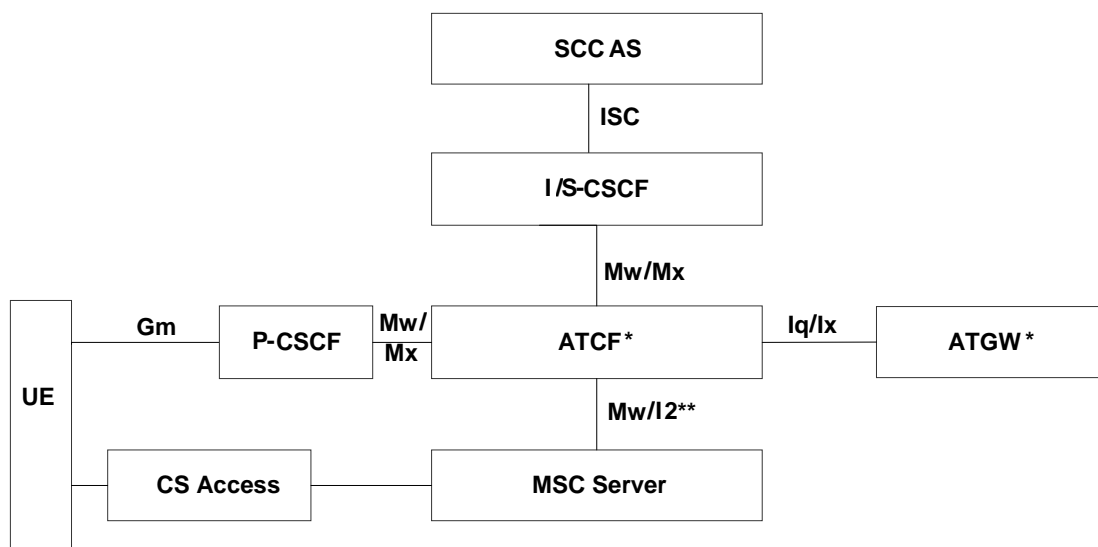 SCC AS
ISC
I/S-CSCF
Mw/Mx
Gm
P-CSCF
Mw/
Mx
ATCF*
Iq/Ix
ATGW*
UE
Mw/I2**
CS Access
MSC Server